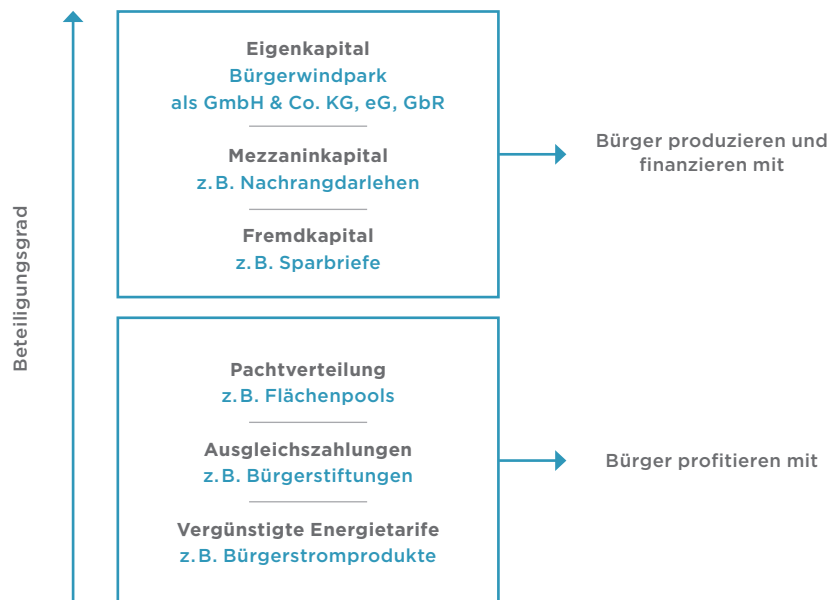 Beteiligungsgrad
Eigenkapital
Bürgerwindpark
als GmbH & Co. KG, eG, GbR
Mezzaninkapital
z.B. Nachrangdarlehen
Fremdkapital
z.B. Sparbriefe
Bürger produzieren und
finanzieren mit
Pachtverteilung
z.B. Flächenpools
Ausgleichszahlungen
z.B. Bürgerstiftungen
Vergünstigte Energietarife
z.B. Bürgerstromprodukte
Bürger profitieren mit